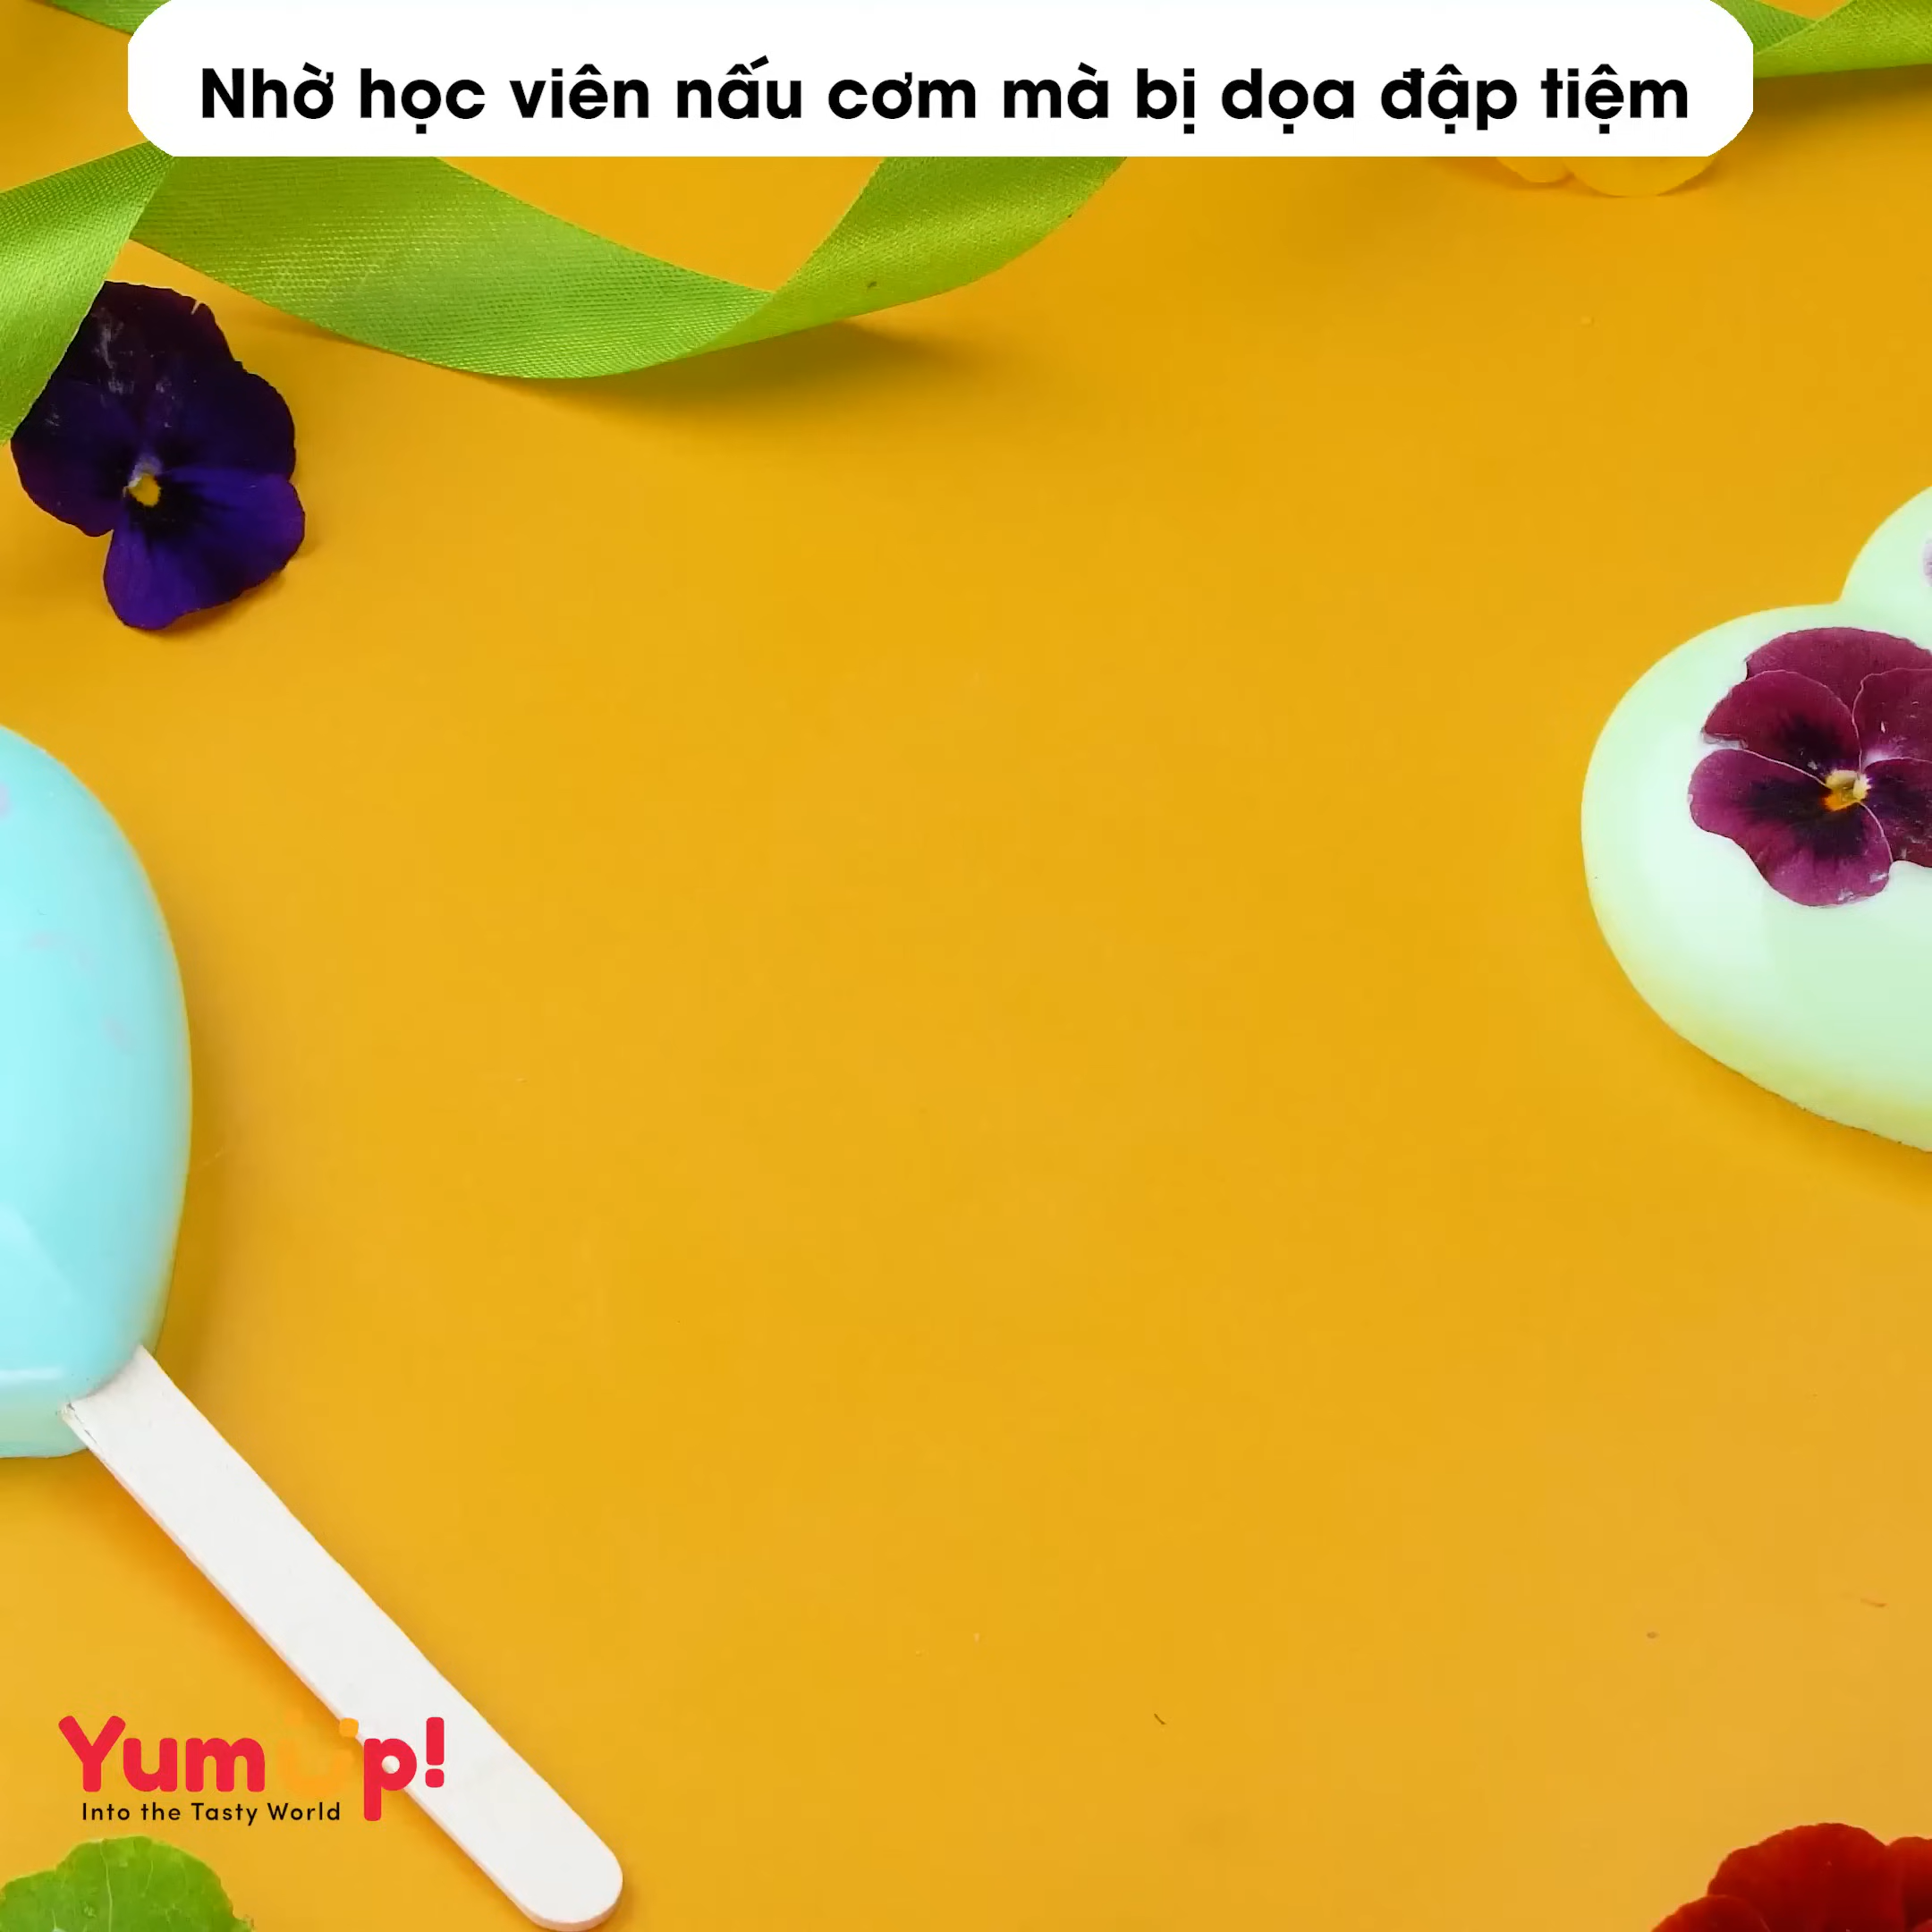 Nhờ học viên nấu cơm mà bị dọa đập tiệm
YumUp!
Into the Tasty World